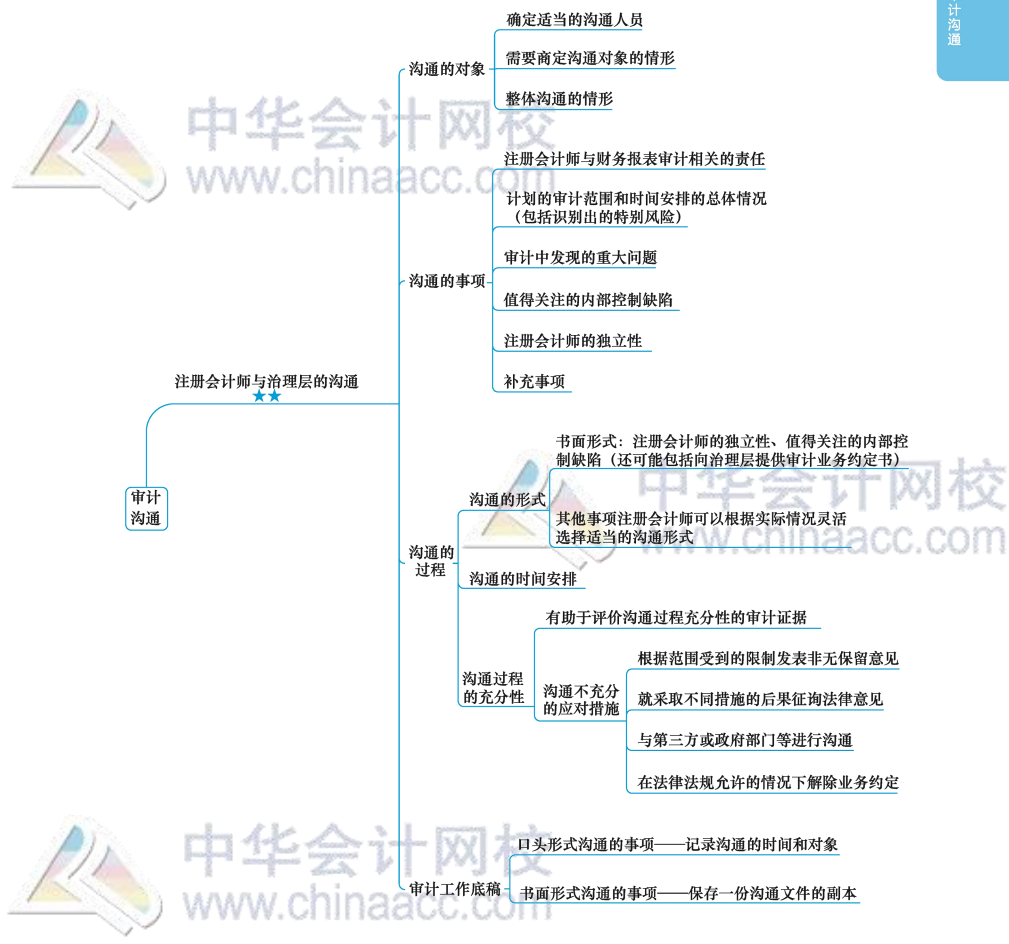 计沟通
审计
沟通
注册会计师与治理层的沟通
★★
沟通的对象
确定适当的沟通人员
需要商定沟通对象的情形
整体沟通的情形
沟通的事项
注册会计师与财务报表审计相关的责任
计划的审计范围和时间安排的总体情况
（包括识别出的特别风险）
审计中发现的重大问题
值得关注的内部控制缺陷
注册会计师的独立性
补充事项
沟通的
过程
沟通的形式
书面形式：注册会计师的独立性、值得关注的内部控
制缺陷（还可能包括向治理层提供审计业务约定书）
其他事项注册会计师可以根据实际情况灵活
选择适当的沟通形式
沟通的时间安排
沟通过程
的充分性
有助于评价沟通过程充分性的审计证据
沟通不充分
的应对措施
根据范围受到的限制发表非无保留意见
就采取不同措施的后果征询法律意见
与第三方或政府部门等进行沟通
在法律法规允许的情况下解除业务约定
审计工作底稿
口头形式沟通的事项——记录沟通的时间和对象
书面形式沟通的事项——保存一份沟通文件的副本
中华会计网校
www.chinaacc.com
中华会计网校
www.chinaacc.com
中华会计网校
www.chinaacc.com